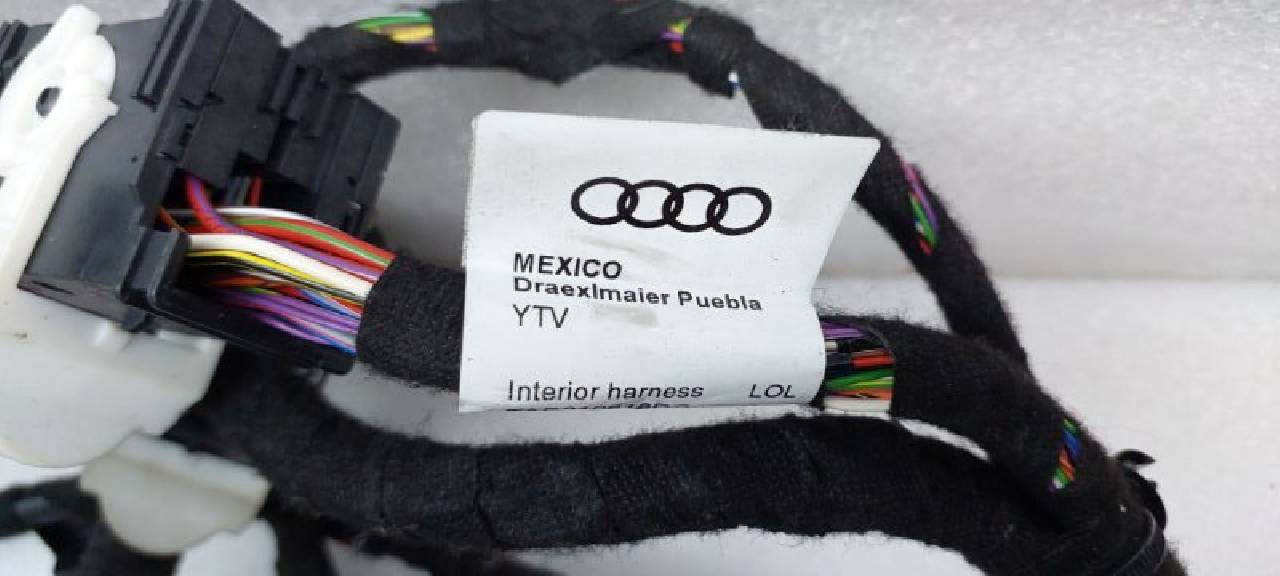 MEXICO
Draexlmaier Puebla
YTV
Interior harness LOL